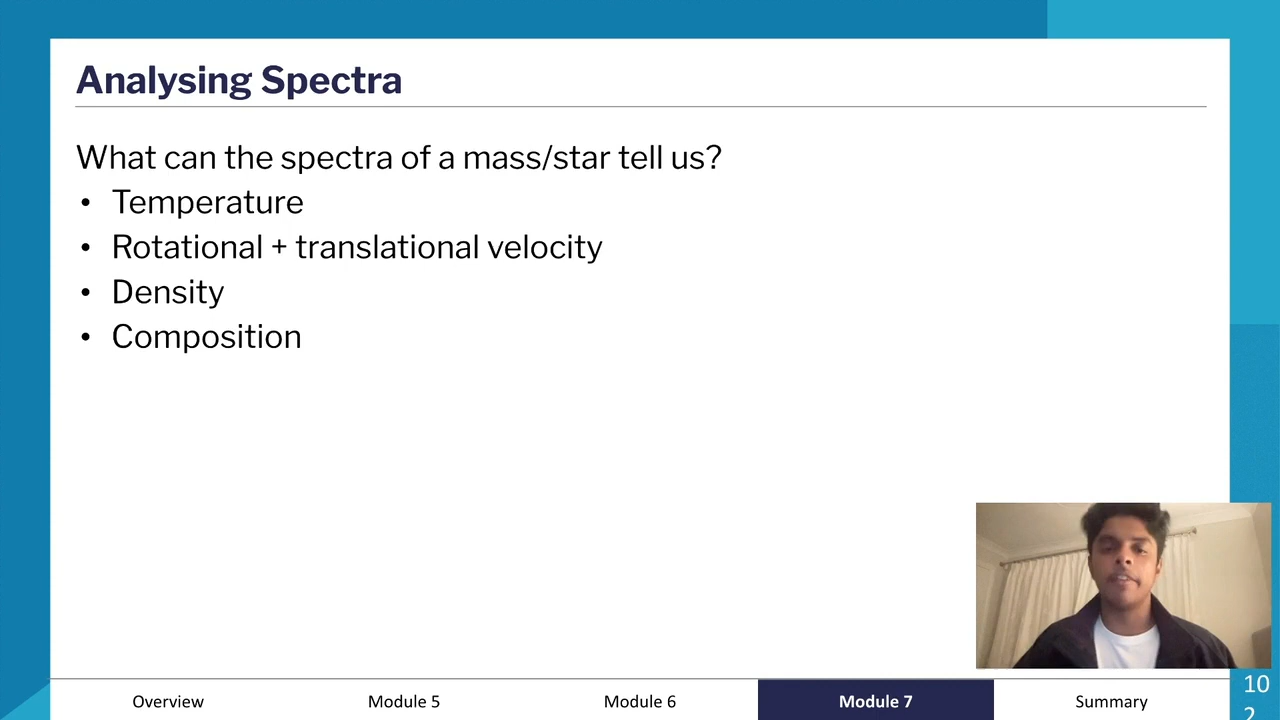 Analysing Spectra
What can the spectra of a mass/star tell us?
• Temperature
• Rotational + translational velocity
• Density
• Composition
Overview
Module 5
Module 6
Module 7
Summary
10
2